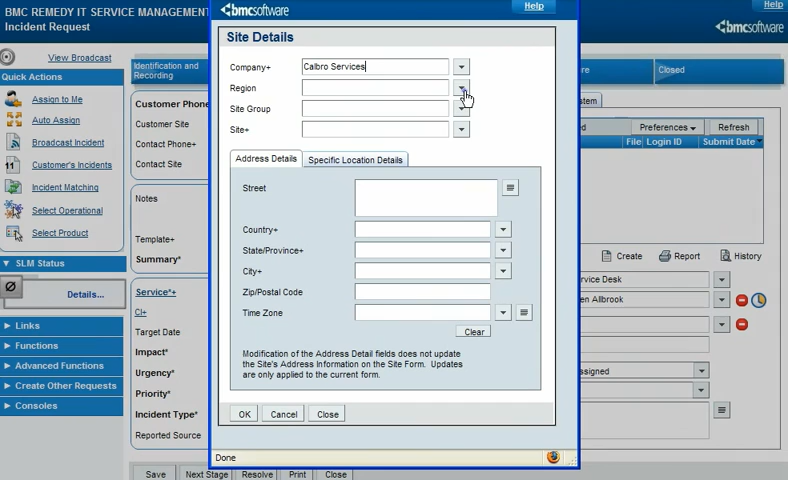 BMC REMEDY IT SERVICE MANAGEMENT
Incident Request
bmcsoftware
Help
Help
bmcsoftware
View Broadcast
Quick Actions
Assign to Me
Auto Assign
Broadcast Incident
11 Customer's Incidents
Incident Matching
Select Operational
Select Product
SLM Status
Details...
Links
Functions
Advanced Functions
Create Other Requests
Consoles
Identification and
Recording
Customer Phone
Customer Site
Contact Phone+
Contact Site
Notes
Template+
Summary*
Service*+
CI+
Target Date
Impact*
Urgency*
Priority*
Incident Type*
Reported Source
Save
Next Stage
Resolve
Print
Close
Site Details
Company+ Calbro Services
Region
Site Group
Site+
Address Details
Specific Location Details
Street
Country+
State/Province+
City+
Zip/Postal Code
Time Zone
Clear
Modification of the Address Detail fields does not update
the Site's Address Information on the Site Form. Updates
are only applied to the current form.
OK
Cancel
Close
Done
Closed
Preferences
Refresh
File Login ID Submit Date
Create
Report
History